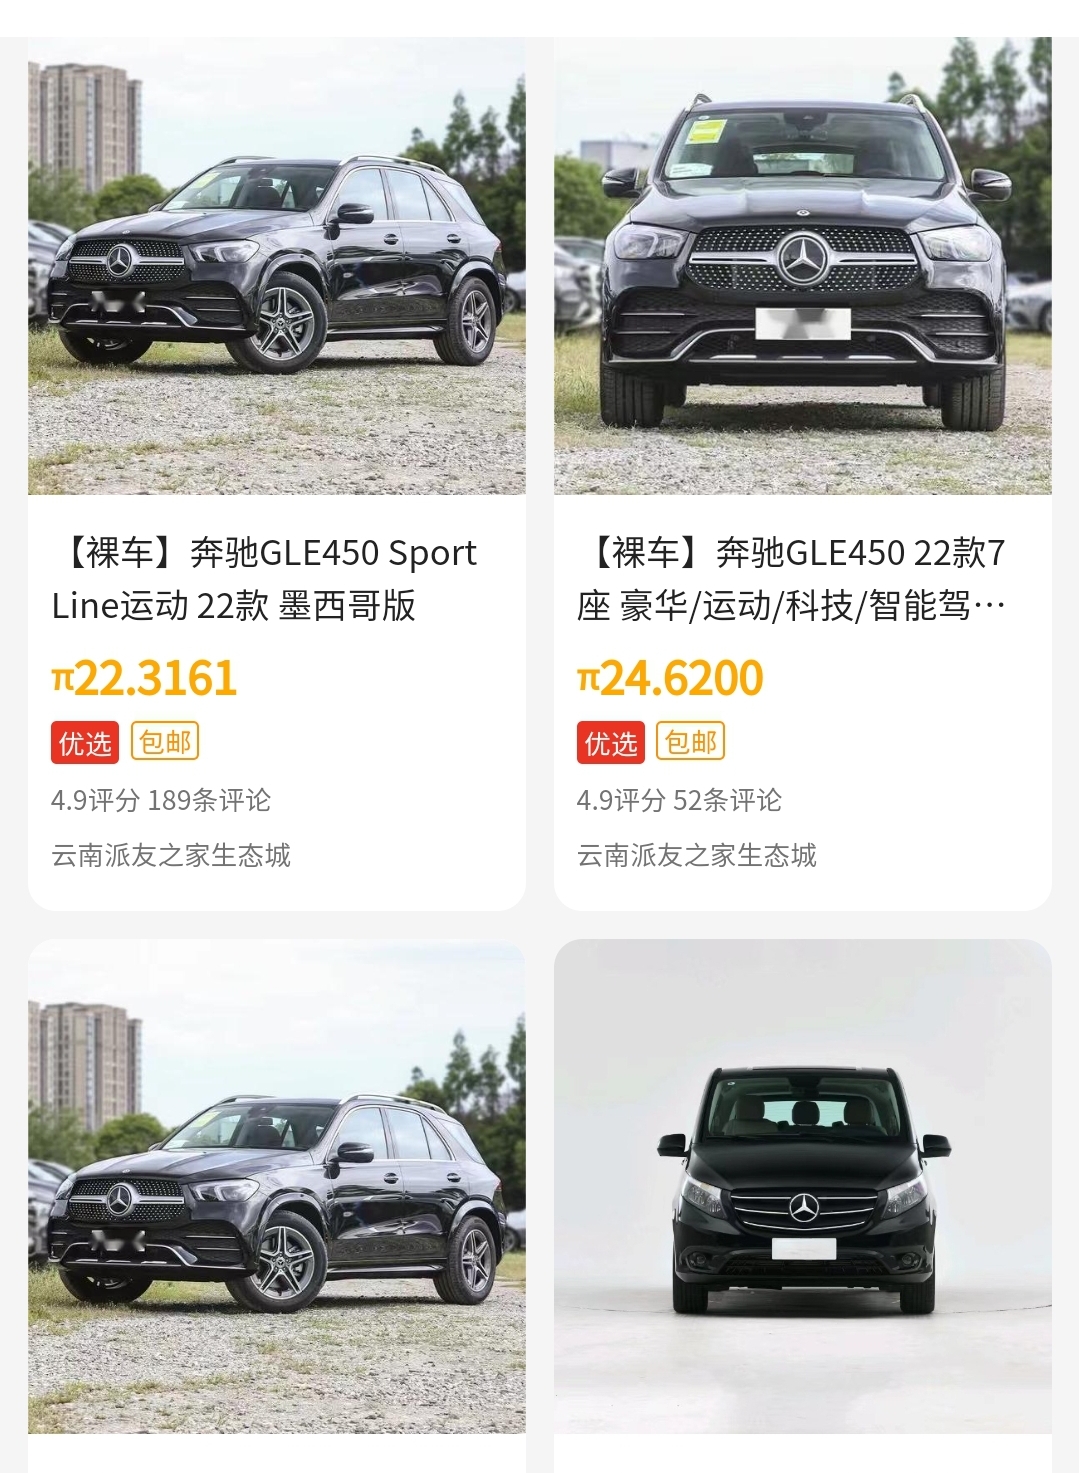 【裸车】奔驰GLE450 Sport
Line运动 22款 墨西哥版
π22.3161
优选 包邮
4.9评分 189条评论
云南派友之家生态城
【裸车】奔驰GLE450 22款7
座 豪华/运动/科技/智能驾…
π24.6200
优选 包邮
4.9评分 52条评论
云南派友之家生态城